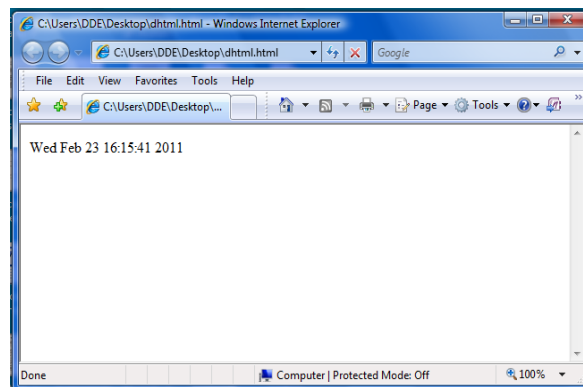 C:\Users\DDE\Desktop\dhtml.html - Windows Internet Explorer
C:\Users\DDE\Desktop\dhtml.html Google
File Edit View Favorites Tools Help
C:\Users\DDE\Desktop\... Page Tools »
Wed Feb 23 16:15:41 2011
Done Computer | Protected Mode: Off 100%